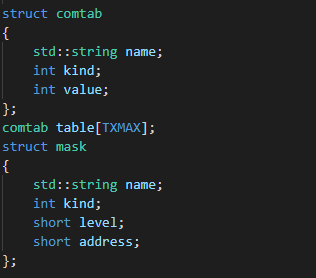 struct comtab
{
    std::string name;
    int kind;
    int value;
};
comtab table[TXMAX];
struct mask
{
    std::string name;
    int kind;
    short level;
    short address;
};